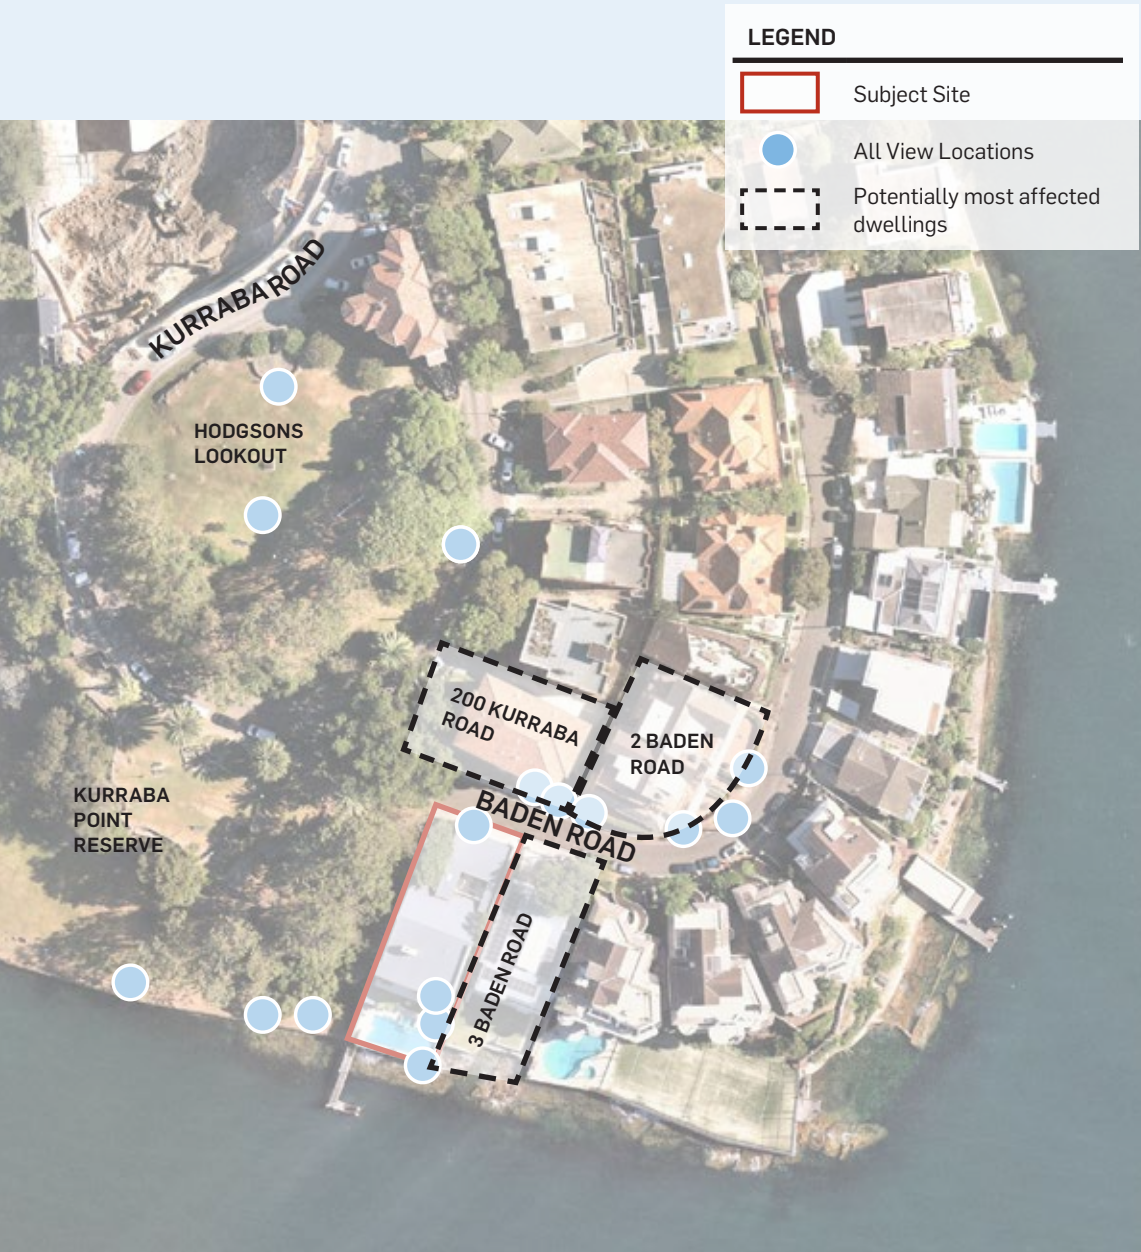 LEGEND
Subject Site
All View Locations
Potentially most affected
dwellings
KURRABA ROAD
HODGSONS
LOOKOUT
200 KURRABA
ROAD
2 BADEN
ROAD
KURRABA
POINT
RESERVE
BADEN ROAD
3 BADEN ROAD